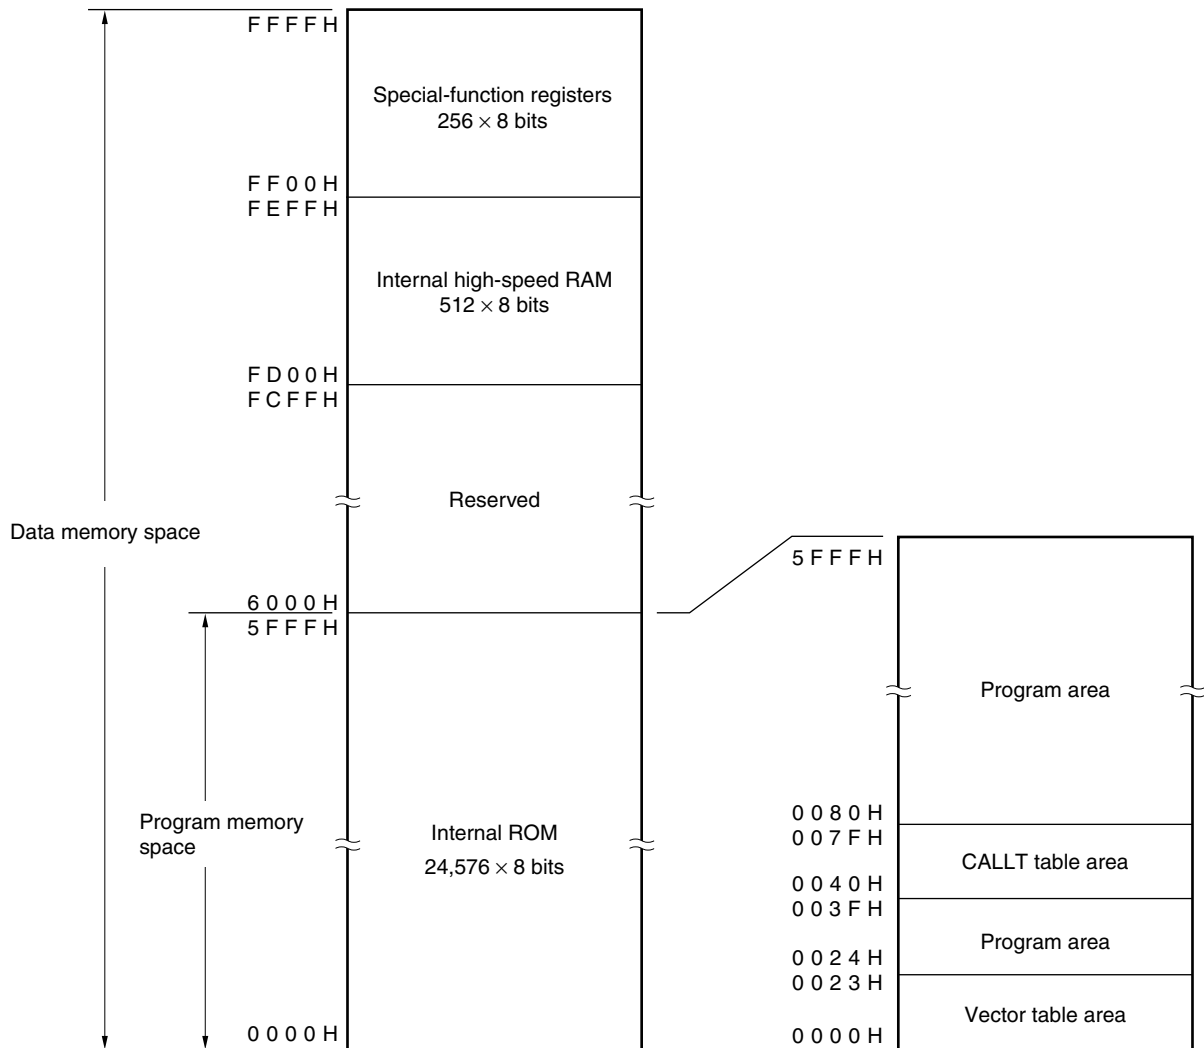 FFFFH
Special-function registers
256 × 8 bits
FF00H
FEFFH
Internal high-speed RAM
512 × 8 bits
FD00H
FCFFH
Reserved
Data memory space
6000H
5FFFH
Program memory
space
Internal ROM
24,576 × 8 bits
0000H
5FFFH
Program area
0080H
007FH
CALLT table area
0040H
003FH
Program area
0024H
0023H
Vector table area
0000H